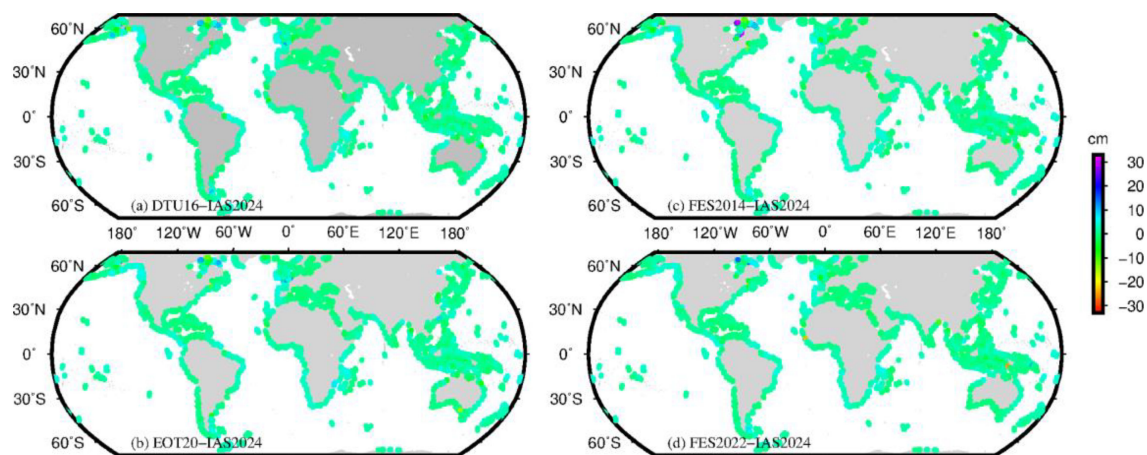 60°N
30°N
0°
30°S
60°S
(a) DTU16−IAS2024
60°N
30°N
0°
30°S
60°S
(c) FES2014−IAS2024
cm
30
20
10
0
−10
−20
−30
180° 120°W 60°W 0° 60°E 120°E 180°
180° 120°W 60°W 0° 60°E 120°E 180°
60°N
30°N
0°
30°S
60°S
(b) EOT20−IAS2024
60°N
30°N
0°
30°S
60°S
(d) FES2022−IAS2024